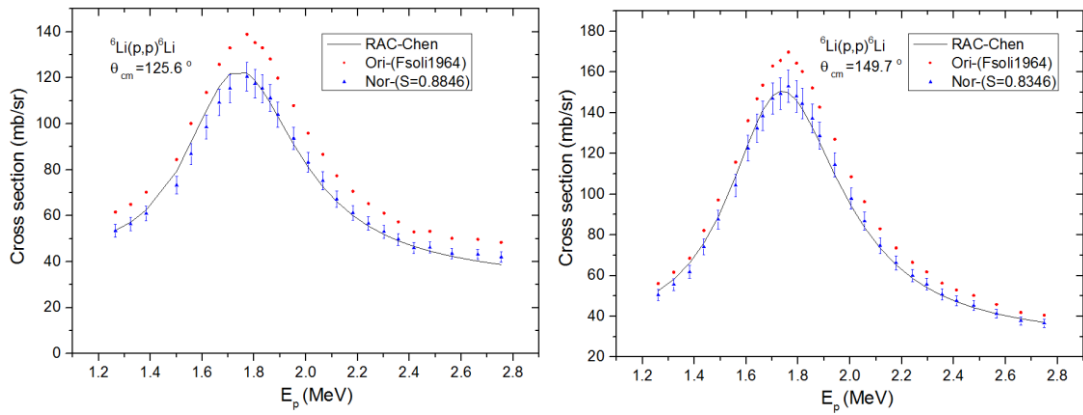 140
120
100
80
60
40
20
0
Cross section (mb/sr)
⁶Li(p,p)⁶Li
θcm=125.6 °
RAC-Chen
Ori-(Fsoli1964)
Nor-(S=0.8846)
1.2 1.4 1.6 1.8 2.0 2.2 2.4 2.6 2.8
Ep (MeV)
200
180
160
140
120
100
80
60
40
20
Cross section (mb/sr)
RAC-Chen
Ori-(Fsoli1964)
Nor-(S=0.8346)
⁶Li(p,p)⁶Li
θcm=149.7 °
1.2 1.4 1.6 1.8 2.0 2.2 2.4 2.6 2.8
Ep (MeV)